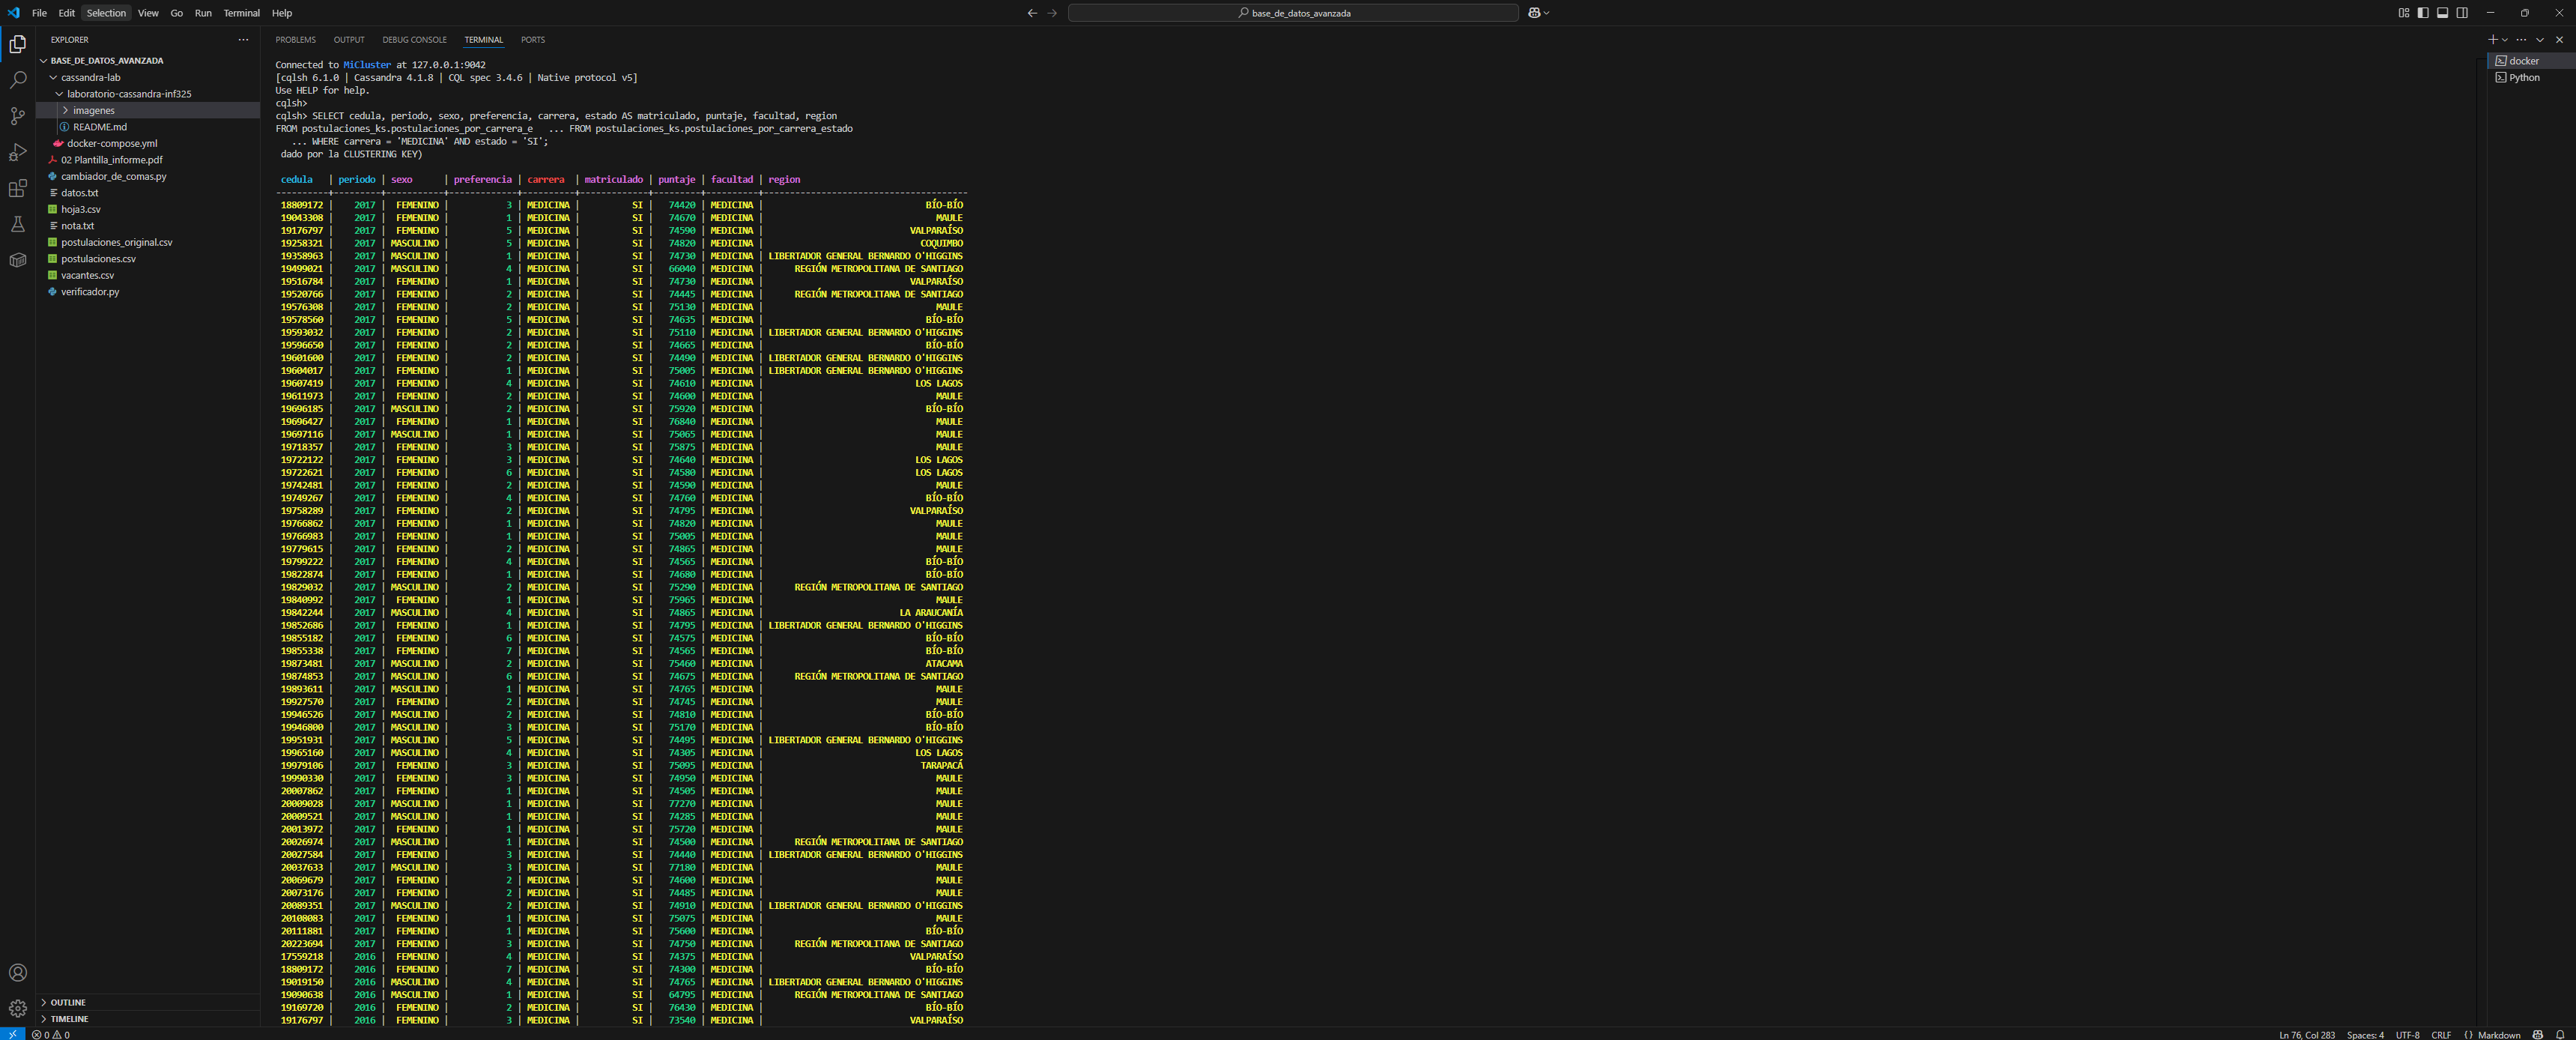 File Edit Selection View Go Run Terminal Help
base_de_datos_avanzada
EXPLORER
BASE_DE_DATOS_AVANZADA
cassandra-lab
laboratorio-cassandra-inf325
imagenes
README.md
docker-compose.yml
02 Plantilla_informe.pdf
cambiador_de_comas.py
datos.txt
hoja3.csv
nota.txt
postulaciones_original.csv
postulaciones.csv
vacantes.csv
verificador.py
OUTLINE
TIMELINE
PROBLEMS OUTPUT DEBUG CONSOLE TERMINAL PORTS
docker
Python
Connected to MiCluster at 127.0.0.1:9042
[cqlsh 6.1.0 | Cassandra 4.1.8 | CQL spec 3.4.6 | Native protocol v5]
Use HELP for help.
cqlsh>
cqlsh> SELECT cedula, periodo, sexo, preferencia, carrera, estado AS matriculado, puntaje, facultad, region
FROM postulaciones_ks.postulaciones_por_carrera_e   ... FROM postulaciones_ks.postulaciones_por_carrera_estado
... WHERE carrera = 'MEDICINA' AND estado = 'SI';
dado por la CLUSTERING KEY)
cedula | periodo | sexo | preferencia | carrera | matriculado | puntaje | facultad | region
18809172 | 2017 | FEMENINO | 3 | MEDICINA | SI | 74420 | MEDICINA | BÍO-BÍO
19043308 | 2017 | FEMENINO | 1 | MEDICINA | SI | 74670 | MEDICINA | MAULE
19176797 | 2017 | FEMENINO | 5 | MEDICINA | SI | 74590 | MEDICINA | VALPARAÍSO
19258321 | 2017 | MASCULINO | 5 | MEDICINA | SI | 74820 | MEDICINA | COQUIMBO
19358963 | 2017 | MASCULINO | 1 | MEDICINA | SI | 74730 | MEDICINA | LIBERTADOR GENERAL BERNARDO O'HIGGINS
19499021 | 2017 | MASCULINO | 4 | MEDICINA | SI | 66040 | MEDICINA | REGIÓN METROPOLITANA DE SANTIAGO
19516784 | 2017 | FEMENINO | 1 | MEDICINA | SI | 74730 | MEDICINA | VALPARAÍSO
19520766 | 2017 | FEMENINO | 2 | MEDICINA | SI | 74445 | MEDICINA | REGIÓN METROPOLITANA DE SANTIAGO
19576308 | 2017 | FEMENINO | 2 | MEDICINA | SI | 75130 | MEDICINA | MAULE
19578560 | 2017 | FEMENINO | 5 | MEDICINA | SI | 74635 | MEDICINA | BÍO-BÍO
19593032 | 2017 | FEMENINO | 2 | MEDICINA | SI | 75110 | MEDICINA | LIBERTADOR GENERAL BERNARDO O'HIGGINS
19596650 | 2017 | FEMENINO | 2 | MEDICINA | SI | 74665 | MEDICINA | BÍO-BÍO
19601600 | 2017 | FEMENINO | 2 | MEDICINA | SI | 74490 | MEDICINA | LIBERTADOR GENERAL BERNARDO O'HIGGINS
19604017 | 2017 | FEMENINO | 1 | MEDICINA | SI | 75005 | MEDICINA | LIBERTADOR GENERAL BERNARDO O'HIGGINS
19607419 | 2017 | FEMENINO | 4 | MEDICINA | SI | 74610 | MEDICINA | LOS LAGOS
19611973 | 2017 | FEMENINO | 2 | MEDICINA | SI | 74600 | MEDICINA | MAULE
19696185 | 2017 | MASCULINO | 2 | MEDICINA | SI | 75920 | MEDICINA | BÍO-BÍO
19696427 | 2017 | FEMENINO | 1 | MEDICINA | SI | 76840 | MEDICINA | MAULE
19697116 | 2017 | MASCULINO | 1 | MEDICINA | SI | 75065 | MEDICINA | MAULE
19718357 | 2017 | FEMENINO | 3 | MEDICINA | SI | 75875 | MEDICINA | MAULE
19722122 | 2017 | FEMENINO | 3 | MEDICINA | SI | 74640 | MEDICINA | LOS LAGOS
19722621 | 2017 | FEMENINO | 6 | MEDICINA | SI | 74580 | MEDICINA | LOS LAGOS
19742481 | 2017 | FEMENINO | 2 | MEDICINA | SI | 74590 | MEDICINA | MAULE
19749267 | 2017 | FEMENINO | 4 | MEDICINA | SI | 74760 | MEDICINA | BÍO-BÍO
19758289 | 2017 | FEMENINO | 2 | MEDICINA | SI | 74795 | MEDICINA | VALPARAÍSO
19766862 | 2017 | FEMENINO | 1 | MEDICINA | SI | 74820 | MEDICINA | MAULE
19766983 | 2017 | FEMENINO | 1 | MEDICINA | SI | 75005 | MEDICINA | MAULE
19779615 | 2017 | FEMENINO | 2 | MEDICINA | SI | 74865 | MEDICINA | MAULE
19799222 | 2017 | FEMENINO | 4 | MEDICINA | SI | 74565 | MEDICINA | BÍO-BÍO
19822874 | 2017 | FEMENINO | 1 | MEDICINA | SI | 74680 | MEDICINA | BÍO-BÍO
19829032 | 2017 | MASCULINO | 2 | MEDICINA | SI | 75290 | MEDICINA | REGIÓN METROPOLITANA DE SANTIAGO
19840992 | 2017 | FEMENINO | 1 | MEDICINA | SI | 75965 | MEDICINA | MAULE
19842244 | 2017 | MASCULINO | 4 | MEDICINA | SI | 74865 | MEDICINA | LA ARAUCANÍA
19852686 | 2017 | FEMENINO | 1 | MEDICINA | SI | 74795 | MEDICINA | LIBERTADOR GENERAL BERNARDO O'HIGGINS
19855182 | 2017 | FEMENINO | 6 | MEDICINA | SI | 74575 | MEDICINA | BÍO-BÍO
19855338 | 2017 | FEMENINO | 7 | MEDICINA | SI | 74565 | MEDICINA | BÍO-BÍO
19873481 | 2017 | MASCULINO | 2 | MEDICINA | SI | 75460 | MEDICINA | ATACAMA
19874853 | 2017 | MASCULINO | 6 | MEDICINA | SI | 74675 | MEDICINA | REGIÓN METROPOLITANA DE SANTIAGO
19893611 | 2017 | MASCULINO | 1 | MEDICINA | SI | 74765 | MEDICINA | MAULE
19927570 | 2017 | FEMENINO | 2 | MEDICINA | SI | 74745 | MEDICINA | MAULE
19946526 | 2017 | MASCULINO | 2 | MEDICINA | SI | 74810 | MEDICINA | BÍO-BÍO
19946800 | 2017 | MASCULINO | 3 | MEDICINA | SI | 75170 | MEDICINA | BÍO-BÍO
19951931 | 2017 | MASCULINO | 5 | MEDICINA | SI | 74495 | MEDICINA | LIBERTADOR GENERAL BERNARDO O'HIGGINS
19965160 | 2017 | MASCULINO | 4 | MEDICINA | SI | 74305 | MEDICINA | LOS LAGOS
19979106 | 2017 | FEMENINO | 3 | MEDICINA | SI | 75095 | MEDICINA | TARAPACÁ
19990330 | 2017 | FEMENINO | 3 | MEDICINA | SI | 74950 | MEDICINA | MAULE
20007862 | 2017 | FEMENINO | 1 | MEDICINA | SI | 74505 | MEDICINA | MAULE
20009028 | 2017 | MASCULINO | 1 | MEDICINA | SI | 77270 | MEDICINA | MAULE
20009521 | 2017 | MASCULINO | 1 | MEDICINA | SI | 74285 | MEDICINA | MAULE
20013972 | 2017 | FEMENINO | 1 | MEDICINA | SI | 75720 | MEDICINA | MAULE
20026974 | 2017 | MASCULINO | 1 | MEDICINA | SI | 74500 | MEDICINA | REGIÓN METROPOLITANA DE SANTIAGO
20027584 | 2017 | FEMENINO | 3 | MEDICINA | SI | 74440 | MEDICINA | LIBERTADOR GENERAL BERNARDO O'HIGGINS
20037633 | 2017 | MASCULINO | 3 | MEDICINA | SI | 77180 | MEDICINA | MAULE
20069679 | 2017 | FEMENINO | 2 | MEDICINA | SI | 74600 | MEDICINA | MAULE
20073176 | 2017 | FEMENINO | 2 | MEDICINA | SI | 74485 | MEDICINA | MAULE
20089351 | 2017 | MASCULINO | 2 | MEDICINA | SI | 74910 | MEDICINA | LIBERTADOR GENERAL BERNARDO O'HIGGINS
20108083 | 2017 | FEMENINO | 1 | MEDICINA | SI | 75075 | MEDICINA | MAULE
20111881 | 2017 | FEMENINO | 1 | MEDICINA | SI | 75600 | MEDICINA | BÍO-BÍO
20223694 | 2017 | FEMENINO | 3 | MEDICINA | SI | 74750 | MEDICINA | REGIÓN METROPOLITANA DE SANTIAGO
17559218 | 2016 | FEMENINO | 4 | MEDICINA | SI | 74375 | MEDICINA | VALPARAÍSO
18809172 | 2016 | FEMENINO | 7 | MEDICINA | SI | 74300 | MEDICINA | BÍO-BÍO
19019150 | 2016 | MASCULINO | 4 | MEDICINA | SI | 74765 | MEDICINA | LIBERTADOR GENERAL BERNARDO O'HIGGINS
19090638 | 2016 | MASCULINO | 1 | MEDICINA | SI | 64795 | MEDICINA | REGIÓN METROPOLITANA DE SANTIAGO
19169720 | 2016 | FEMENINO | 2 | MEDICINA | SI | 76430 | MEDICINA | BÍO-BÍO
19176797 | 2016 | FEMENINO | 3 | MEDICINA | SI | 73540 | MEDICINA | VALPARAÍSO
0 0
Ln 76, Col 283 Spaces: 4 UTF-8 CRLF {} Markdown